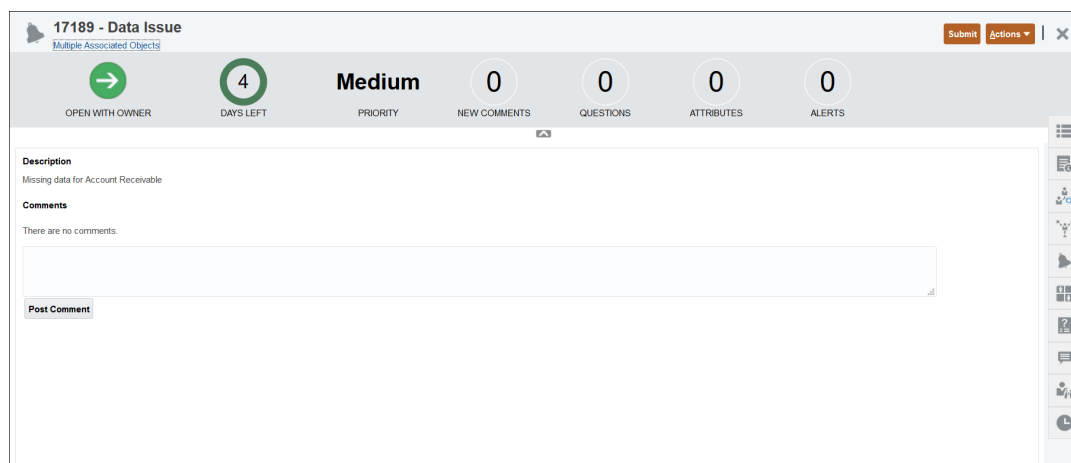 17189 - Data Issue
Multiple Associated Objects
Submit Actions
4 Medium 0 0 0 0
OPEN WITH OWNER DAYS LEFT PRIORITY NEW COMMENTS QUESTIONS ATTRIBUTES ALERTS
Description
Missing data for Account Receivable
Comments
There are no comments.
Post Comment